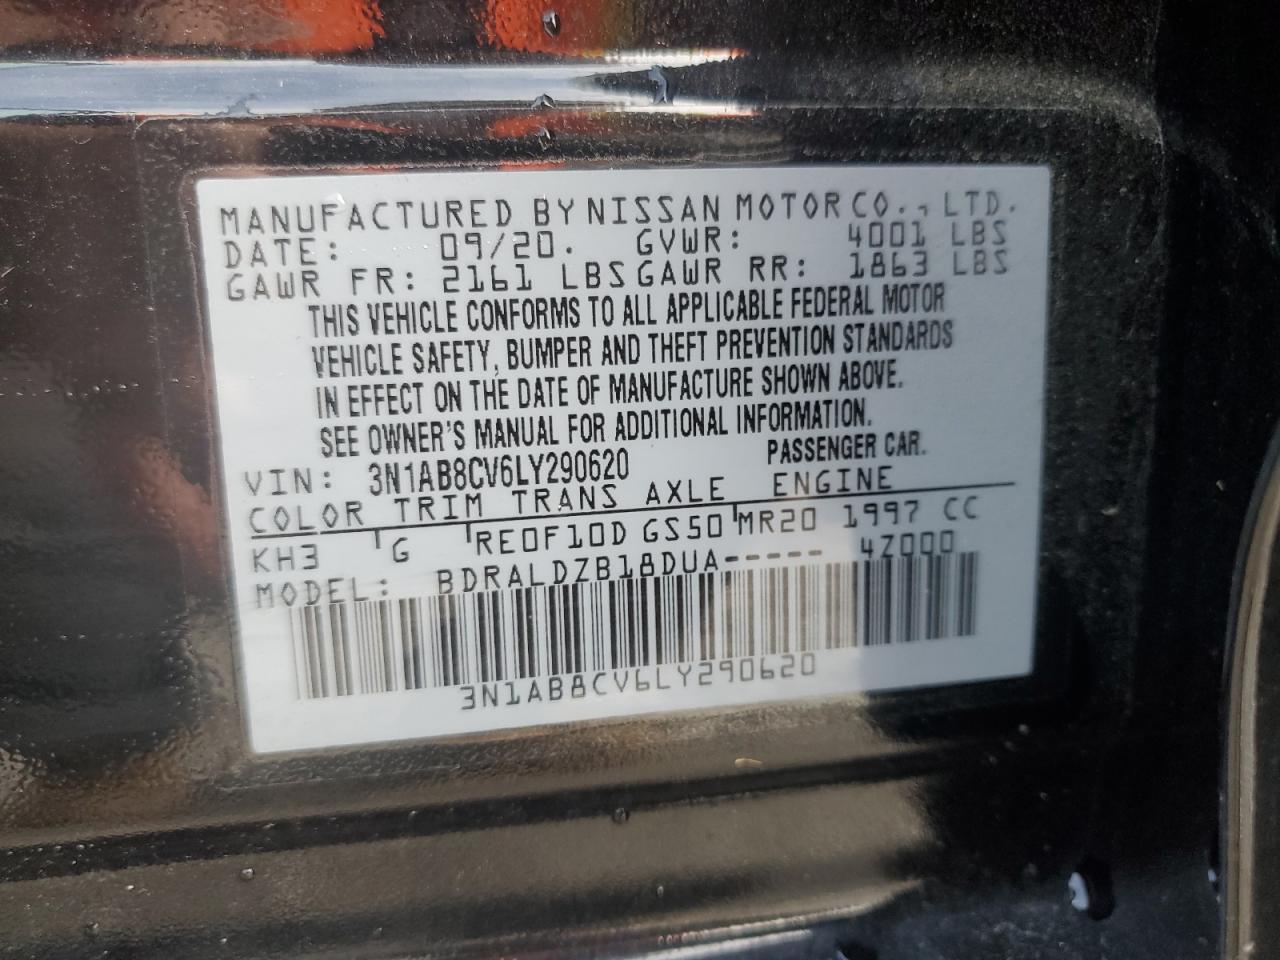 MANUFACTURED BY NISSAN MOTOR CO., LTD.
DATE: 09/20. GVWR: 4001 LBS
GAWR FR: 2161 LBS GAWR RR: 1863 LBS
THIS VEHICLE CONFORMS TO ALL APPLICABLE FEDERAL MOTOR
VEHICLE SAFETY, BUMPER AND THEFT PREVENTION STANDARDS
IN EFFECT ON THE DATE OF MANUFACTURE SHOWN ABOVE.
SEE OWNER'S MANUAL FOR ADDITIONAL INFORMATION.
VIN: 3N1AB8CV6LY290620 PASSENGER CAR.
COLOR TRIM TRANS AXLE ENGINE
KH3 G RE0F10D GS50 MR20 1997 CC
MODEL: BDRALDZB18DUA----- 4Z000
3N1AB8CV6LY290620